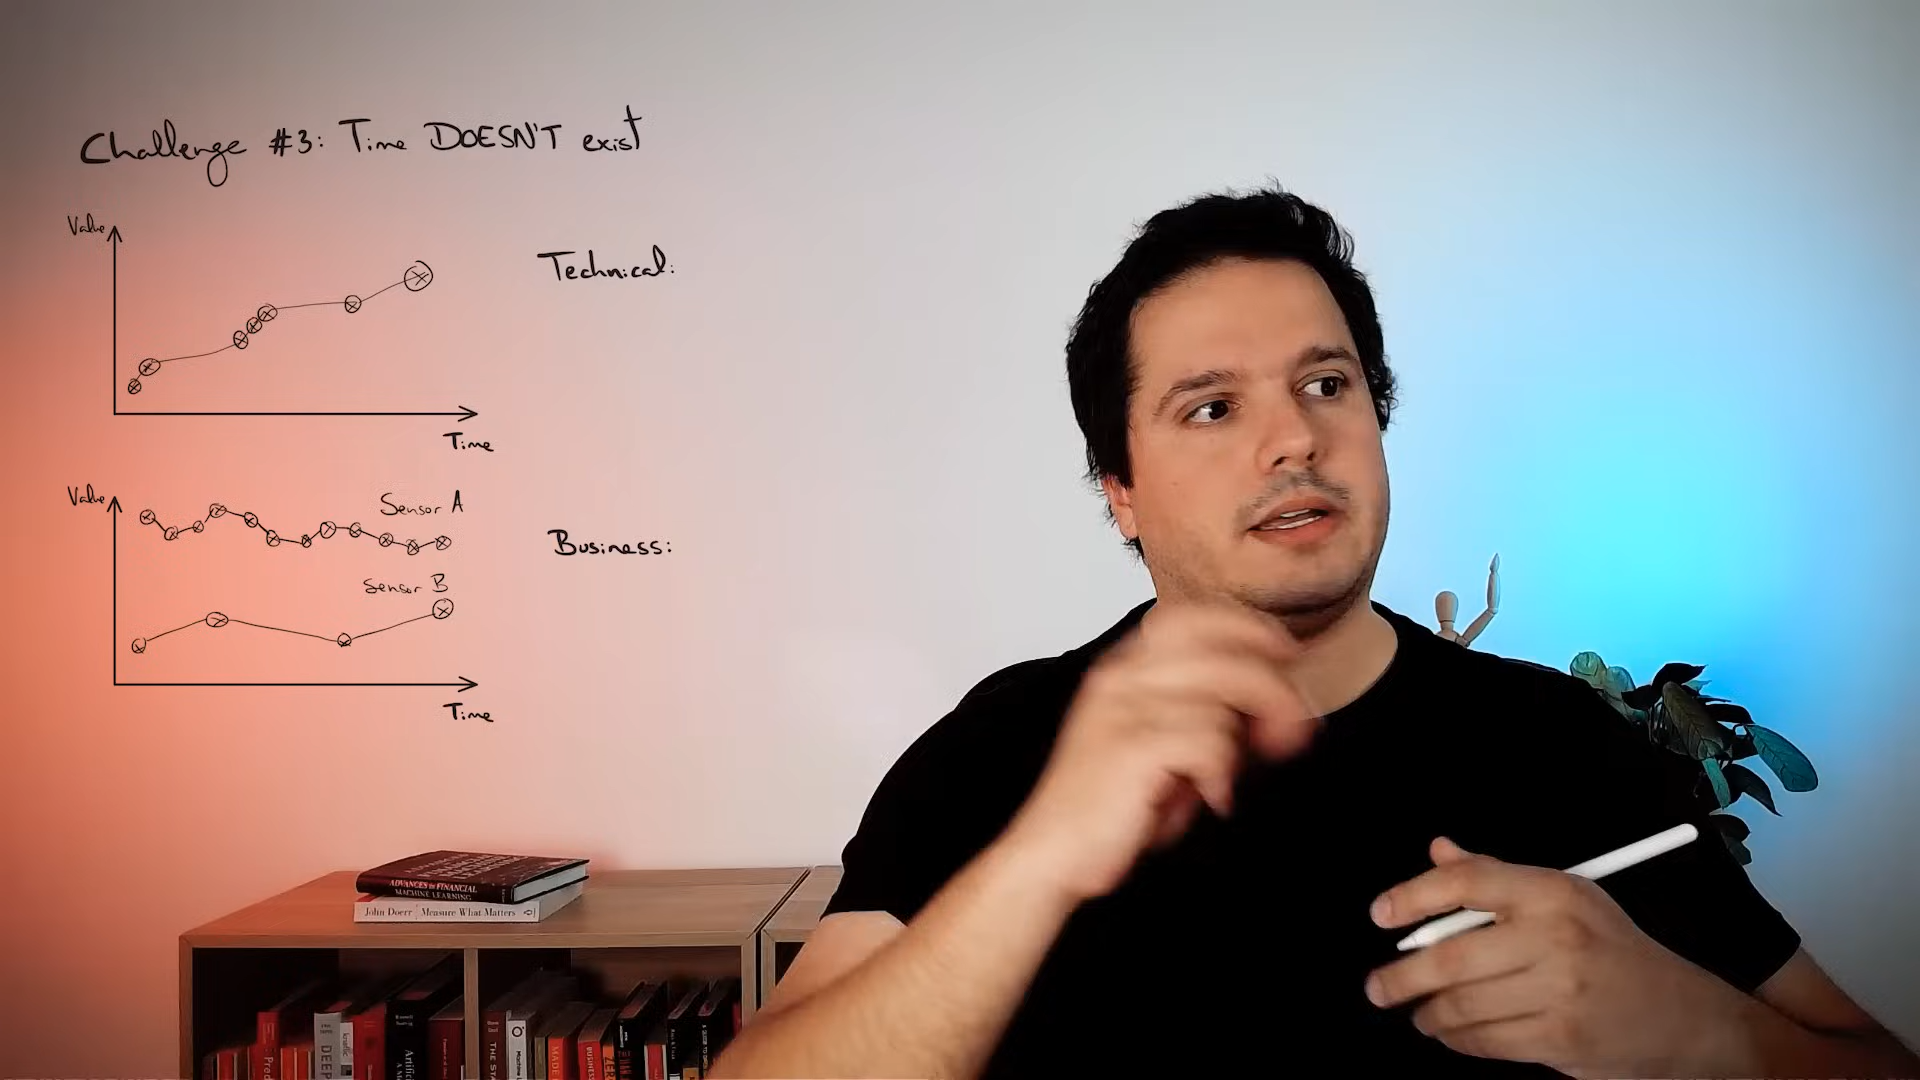 Challenge #3: Time DOESN'T exist
Value
Technical:
Time
Value
Sensor A
Business:
Sensor B
Time
ADVANCES in FINANCIAL
MACHINE LEARNING
John Doerr Measure What Matters